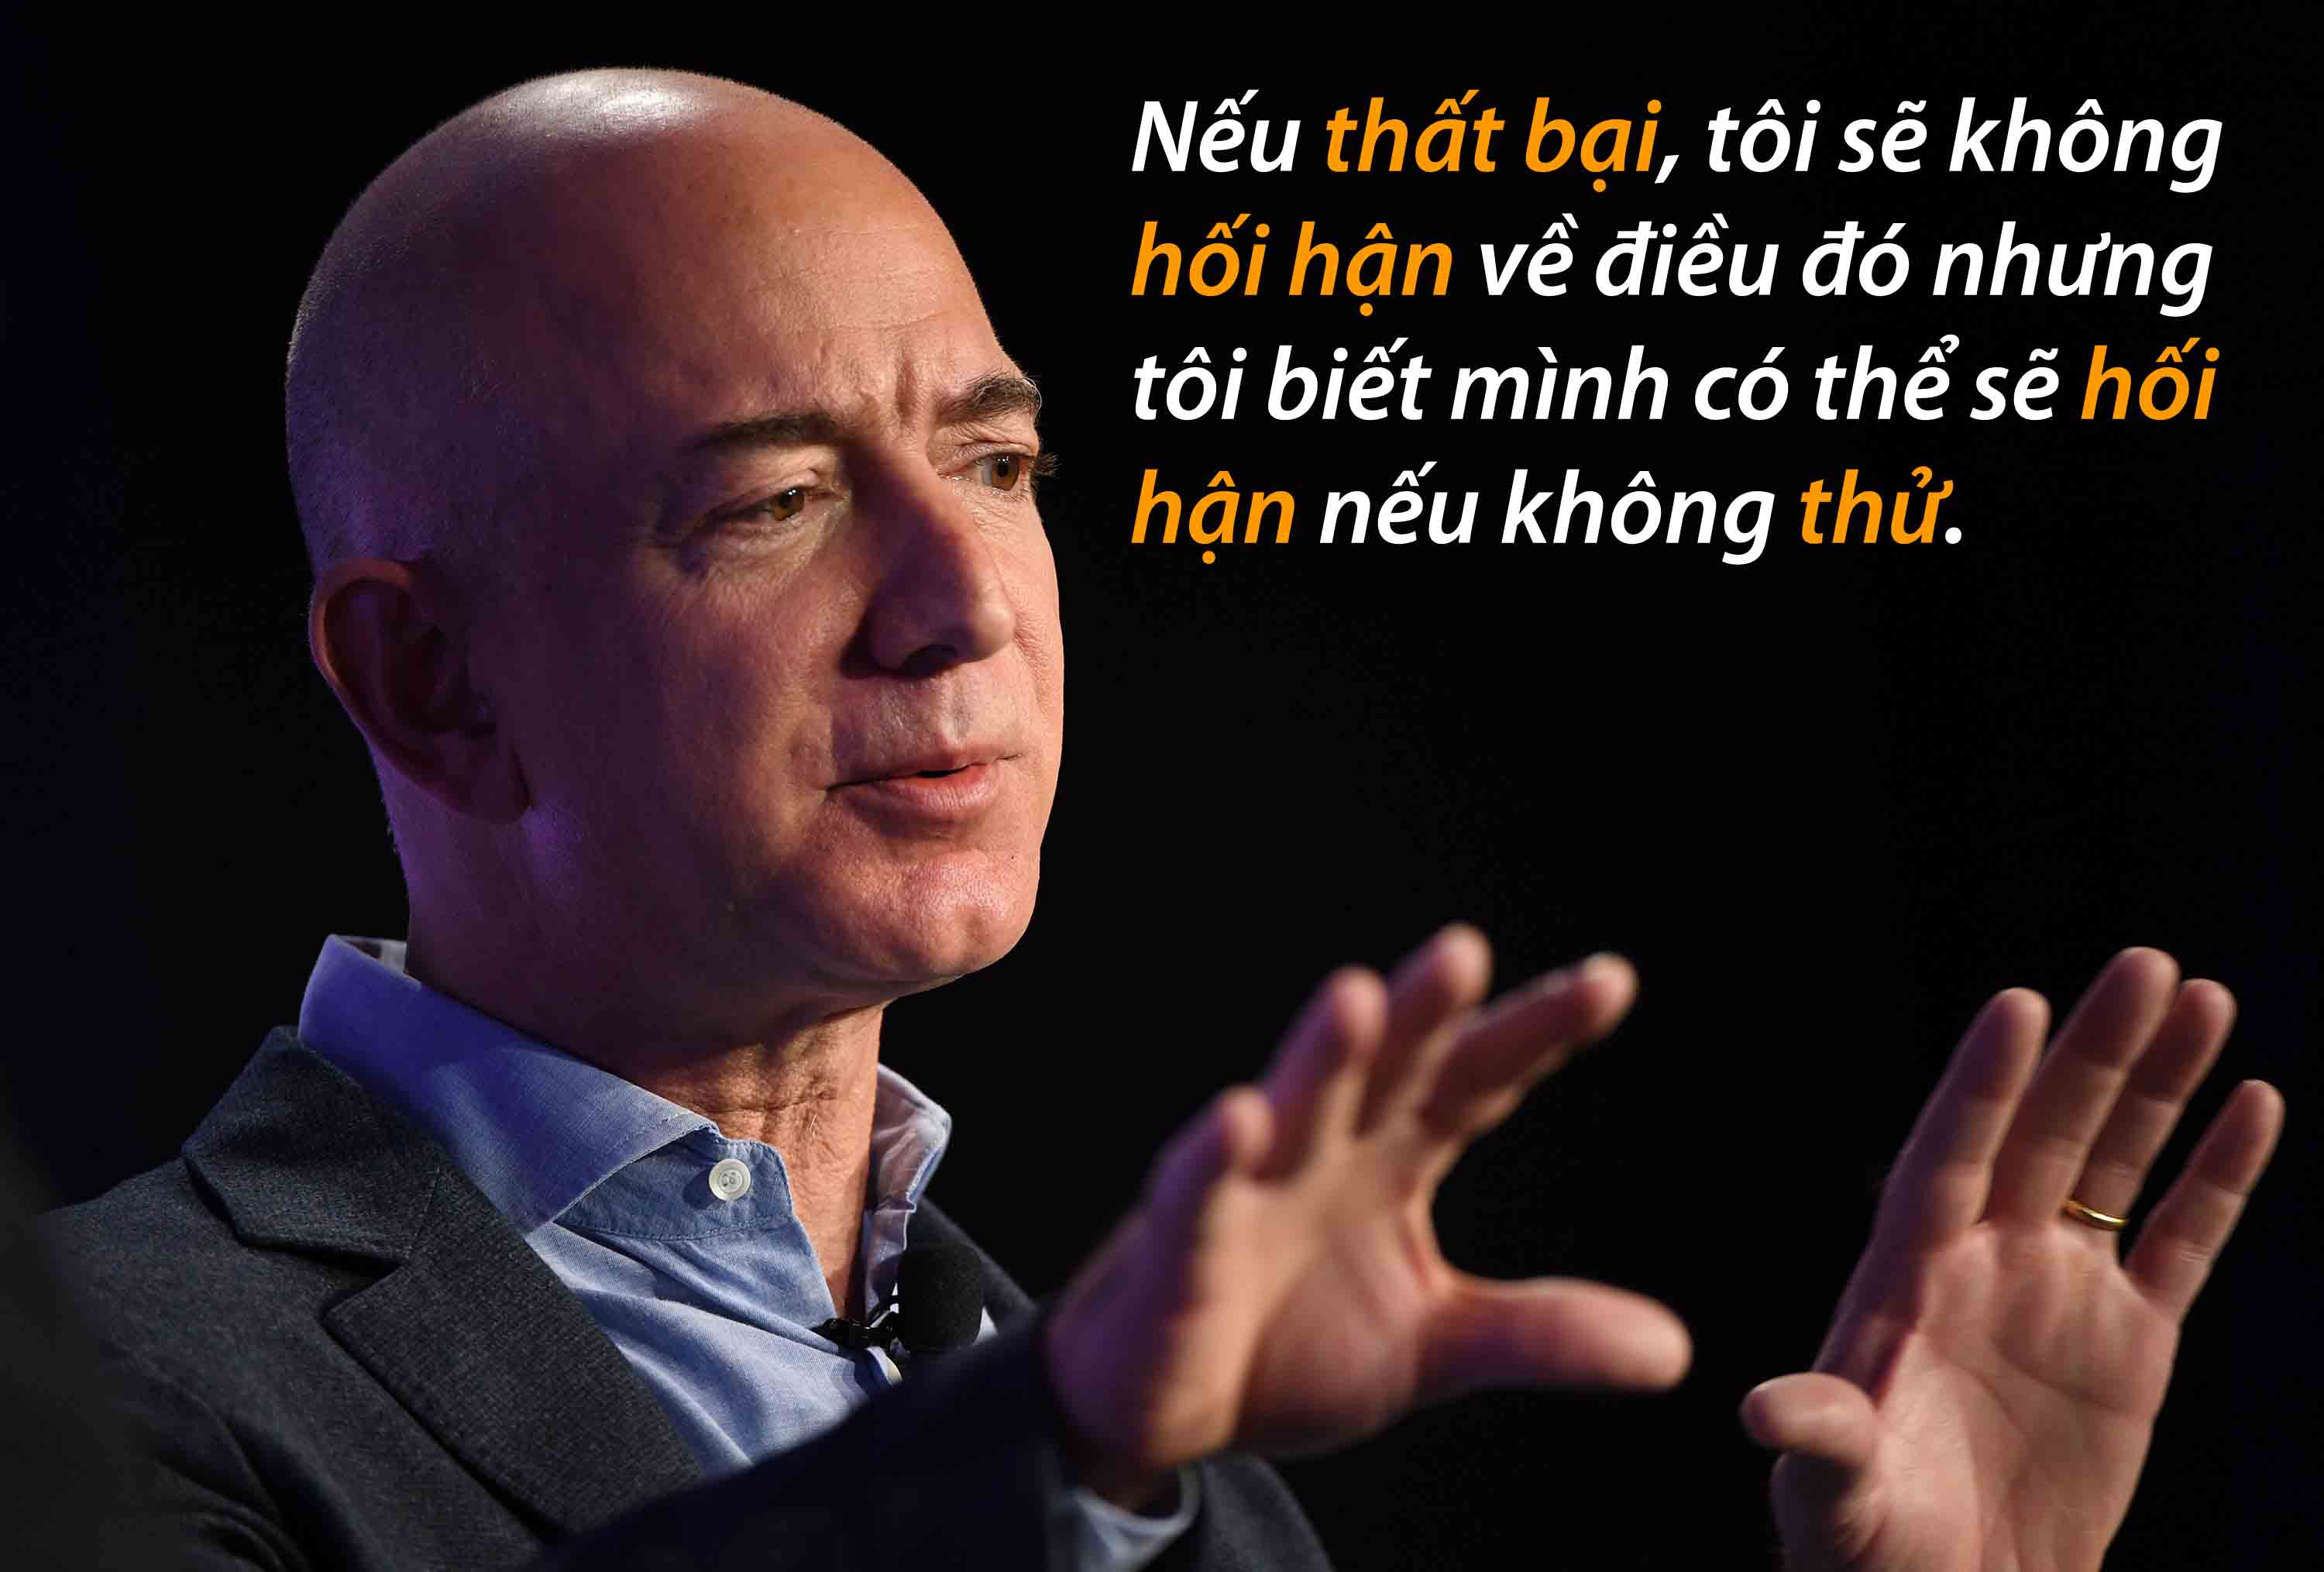 Nếu thất bại, tôi sẽ không
hối hận về điều đó nhưng
tôi biết mình có thể sẽ hối
hận nếu không thử.